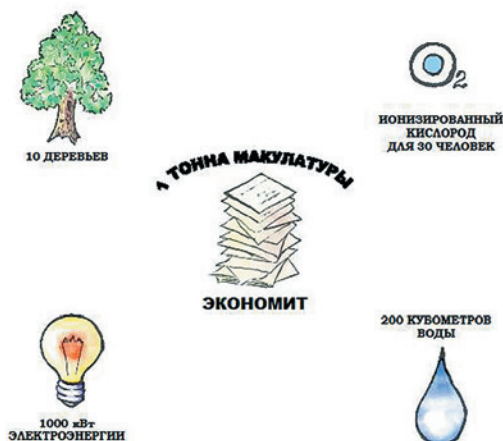 10 ДЕРЕВЬЕВ
O2
ИОНИЗИРОВАННЫЙ
КИСЛОРОД
ДЛЯ 30 ЧЕЛОВЕК
1 ТОННА МАКУЛАТУРЫ
ЭКОНОМИТ
1000 кВт
ЭЛЕКТРОЭНЕРГИИ
200 КУБОМЕТРОВ
ВОДЫ